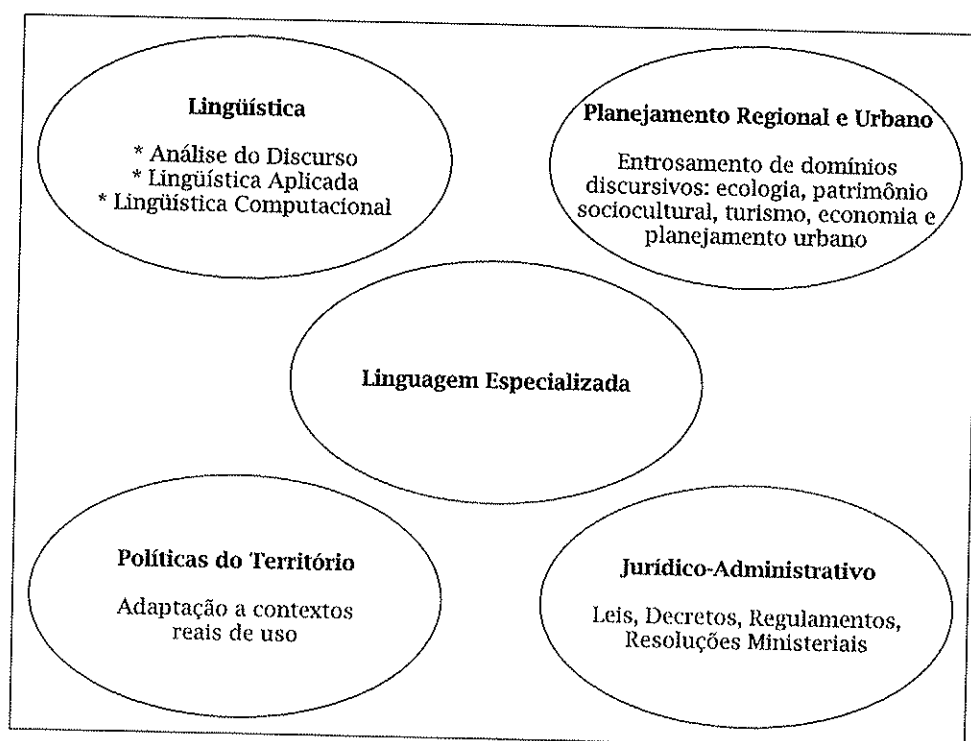 Lingüística
* Análise do Discurso
* Lingüística Aplicada
* Lingüística Computacional
Planejamento Regional e Urbano
Entrosamento de domínios
discursivos: ecologia, patrimônio
sociocultural, turismo, economia e
planejamento urbano
Linguagem Especializada
Políticas do Território
Adaptação a contextos
reais de uso
Jurídico-Administrativo
Leis, Decretos, Regulamentos,
Resoluções Ministeriais